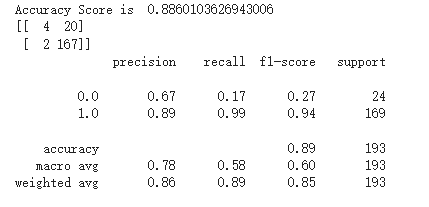 Accuracy Score is 0.8860103626943006
[[ 4 20]
[ 2 167]]
precision recall f1-score support
0.0 0.67 0.17 0.27 24
1.0 0.89 0.99 0.94 169
accuracy 0.89 193
macro avg 0.78 0.58 0.60 193
weighted avg 0.86 0.89 0.85 193